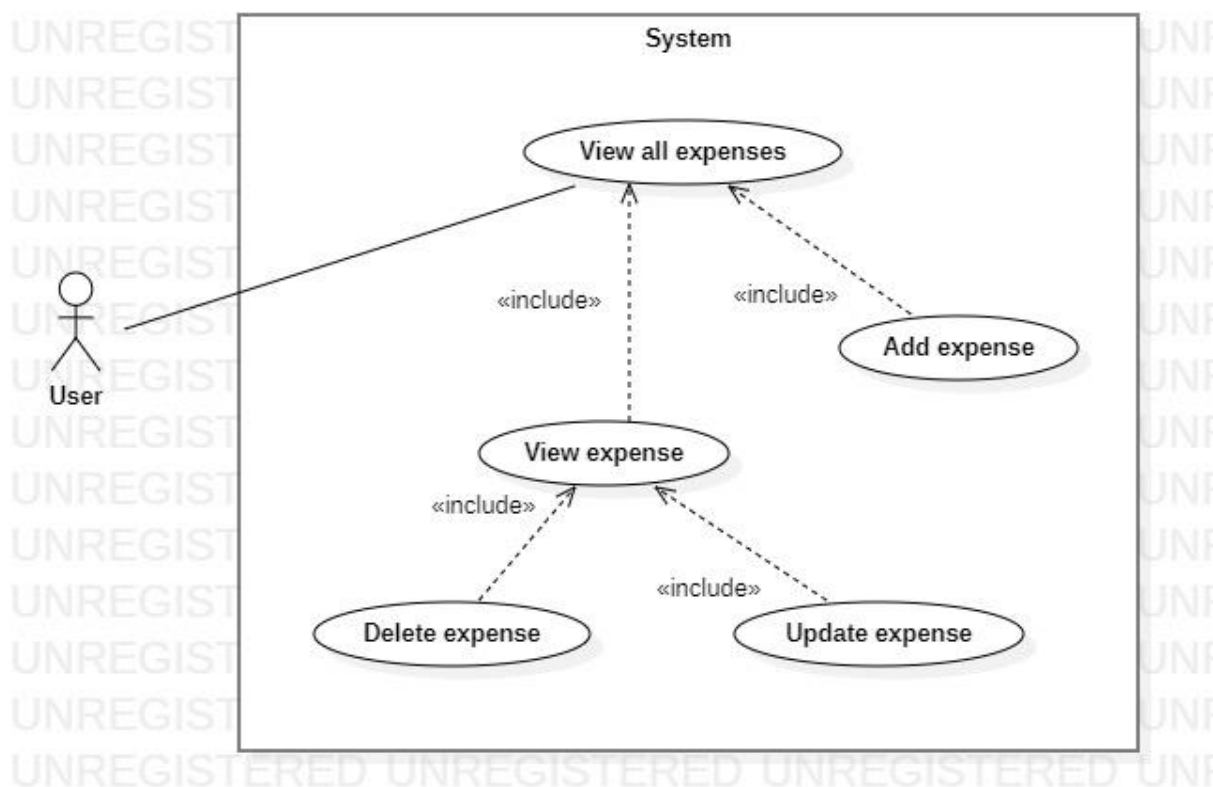 System
View all expenses
«include»
«include»
Add expense
User
View expense
«include»
«include»
Delete expense
Update expense
UNREGISTERED UNREGISTERED UNREGISTERED